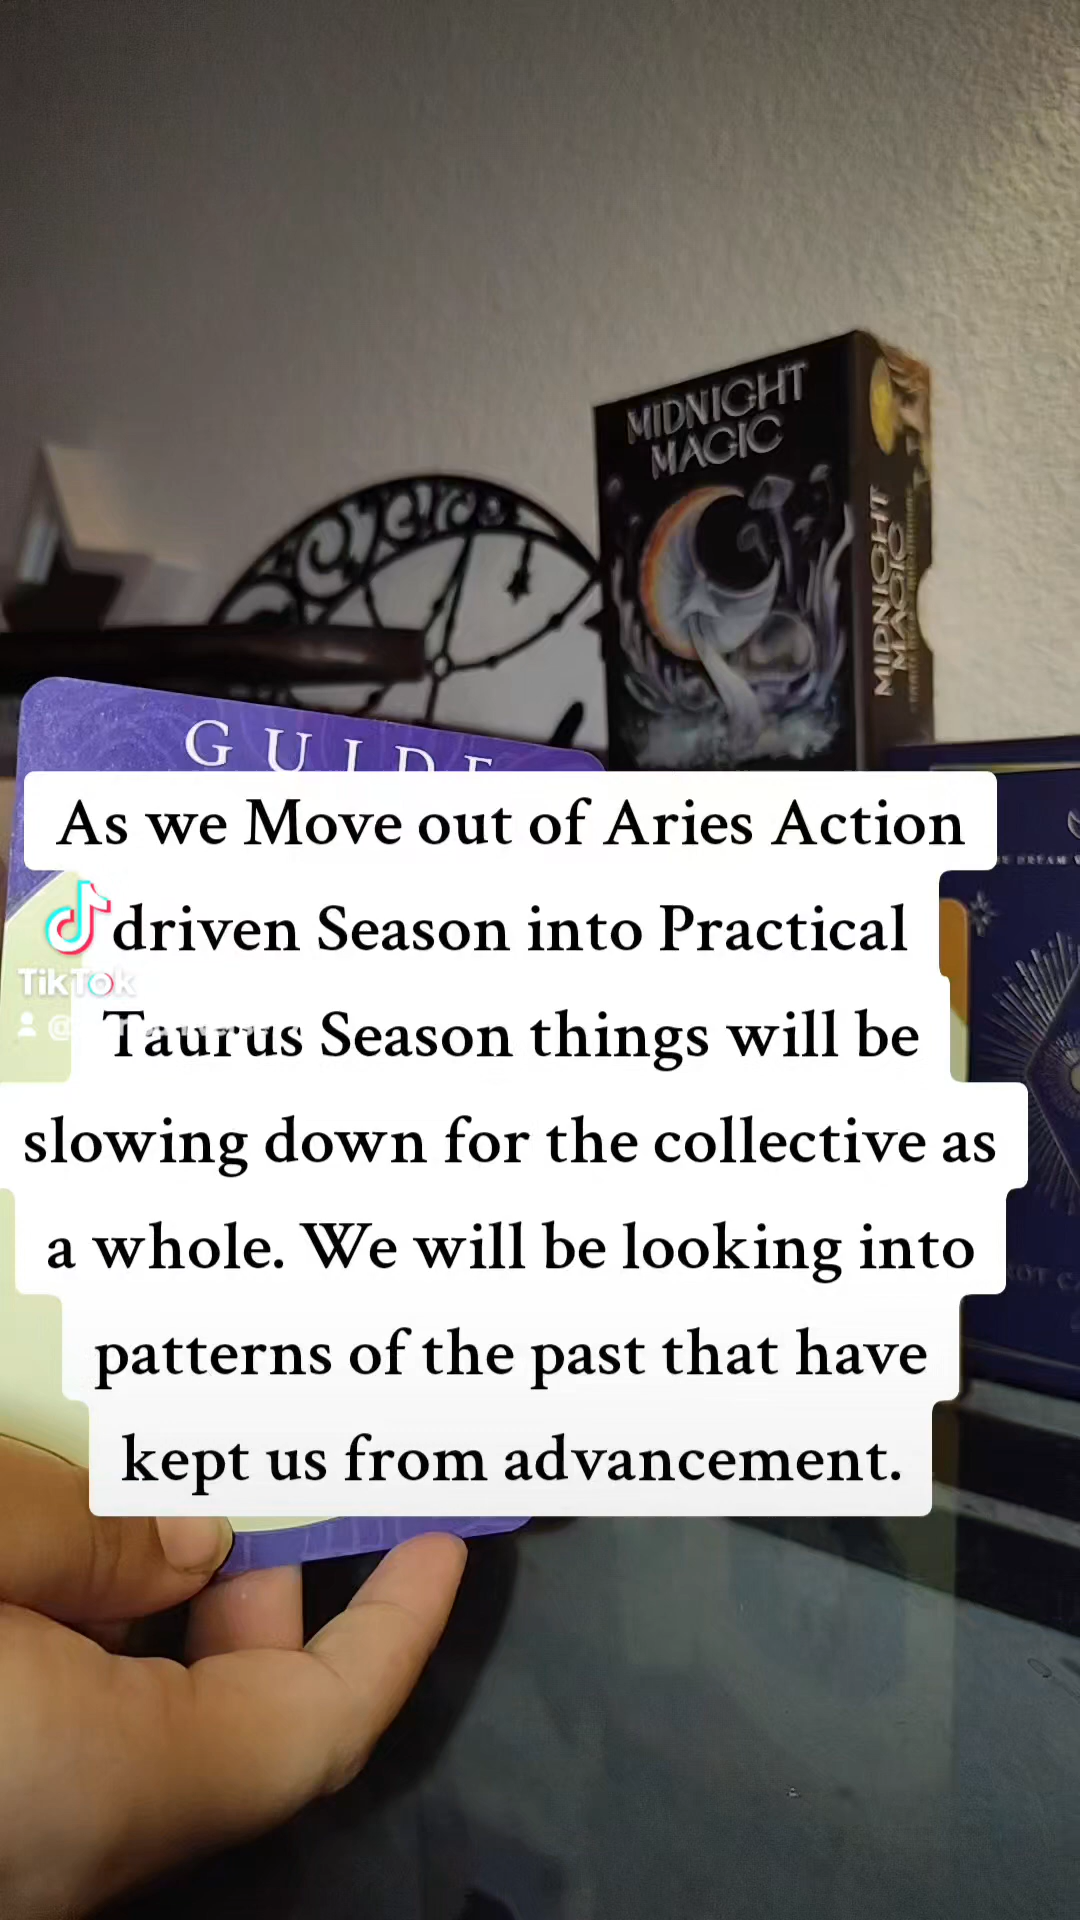 MIDNIGHT
MAGIC
MIDNIGHT
MAGIC
GUIDE
As we Move out of Aries Action
driven Season into Practical
Taurus Season things will be
slowing down for the collective as
a whole. We will be looking into
patterns of the past that have
kept us from advancement.
TikTok
@
DREAM